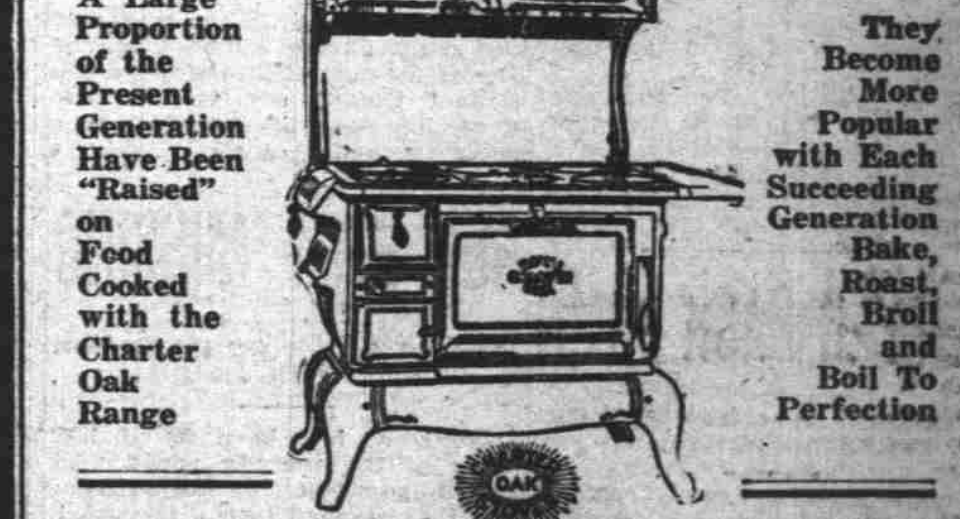 A Large
Proportion
of the
Present
Generation
Have Been
“Raised”
on
Food
Cooked
with the
Charter
Oak
Range
They
Become
More
Popular
with Each
Succeeding
Generation
Bake,
Roast,
Broil
and
Boil To
Perfection
OAK